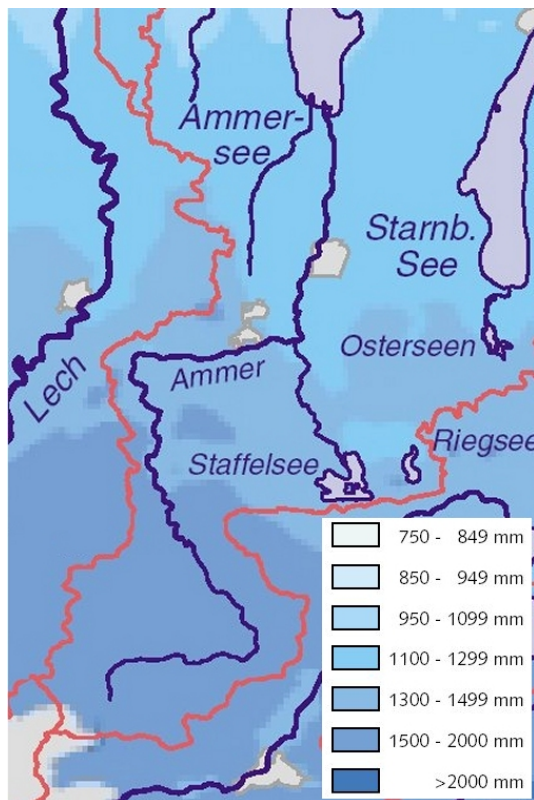 Ammer-
see
Starnb.
See
Osterseen
Lech
Ammer
Riegsee
Staffelsee
750 - 849 mm
850 - 949 mm
950 - 1099 mm
1100 - 1299 mm
1300 - 1499 mm
1500 - 2000 mm
>2000 mm